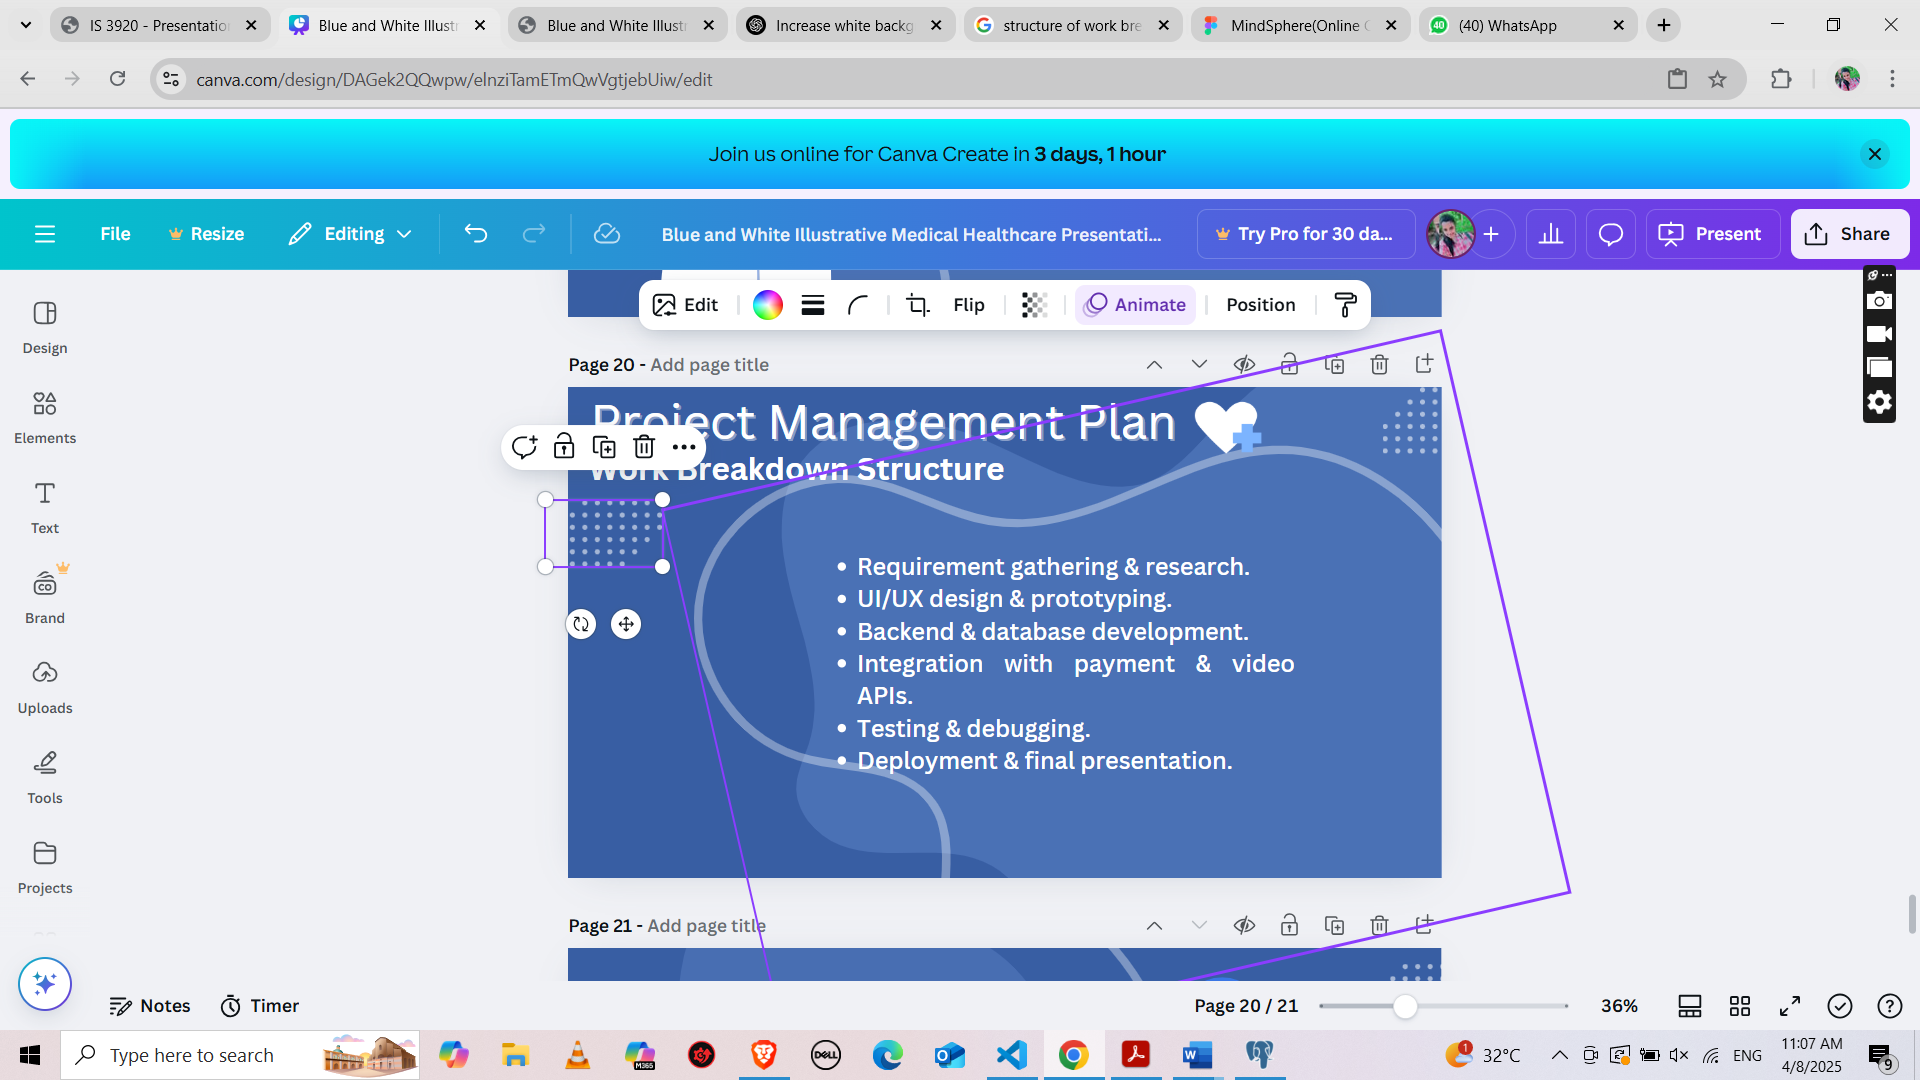 IS 3920 - Presentation
Blue and White Illustr
Blue and White Illustr
Increase white backg
structure of work bre
MindSphere(Online C
40
(40) WhatsApp
canva.com/design/DAGek2QQwpw/elnziTamETmQwVgtjebUiw/edit
Join us online for Canva Create in 3 days, 1 hour
File
Resize
Editing
Blue and White Illustrative Medical Healthcare Presentati...
Try Pro for 30 da...
Present
Share
Edit
Flip
Animate
Position
Design
Elements
Text
Brand
Uploads
Tools
Projects
Page 20 - Add page title
Project Management Plan
Work Breakdown Structure
• Requirement gathering & research.
• UI/UX design & prototyping.
• Backend & database development.
• Integration with payment & video
APIs.
• Testing & debugging.
• Deployment & final presentation.
Page 21 - Add page title
Notes
Timer
Page 20 / 21
36%
Type here to search
M365
DELL
1
32°C
ENG
11:07 AM
4/8/2025
9